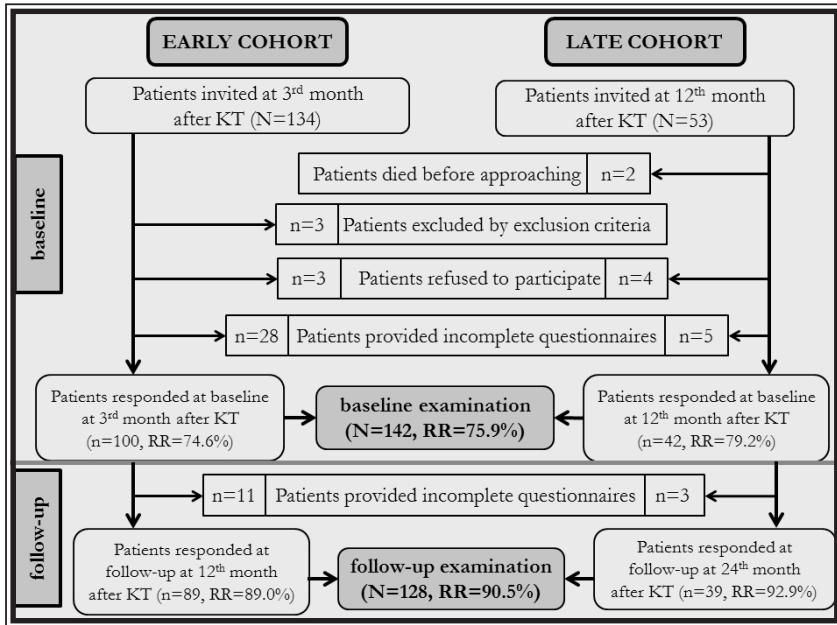 EARLY COHORT
LATE COHORT
Patients invited at 3rd month
after KT (N=134)
Patients invited at 12th month
after KT (N=53)
baseline
Patients died before approaching n=2
n=3 Patients excluded by exclusion criteria
n=3 Patients refused to participate n=4
n=28 Patients provided incomplete questionnaires n=5
Patients responded at baseline
at 3rd month after KT
(n=100, RR=74.6%)
baseline examination
(N=142, RR=75.9%)
Patients responded at baseline
at 12th month after KT
(n=42, RR=79.2%)
follow-up
n=11 Patients provided incomplete questionnaires n=3
Patients responded at
follow-up at 12th month
after KT (n=89, RR=89.0%)
follow-up examination
(N=128, RR=90.5%)
Patients responded at
follow-up at 24th month
after KT (n=39, RR=92.9%)